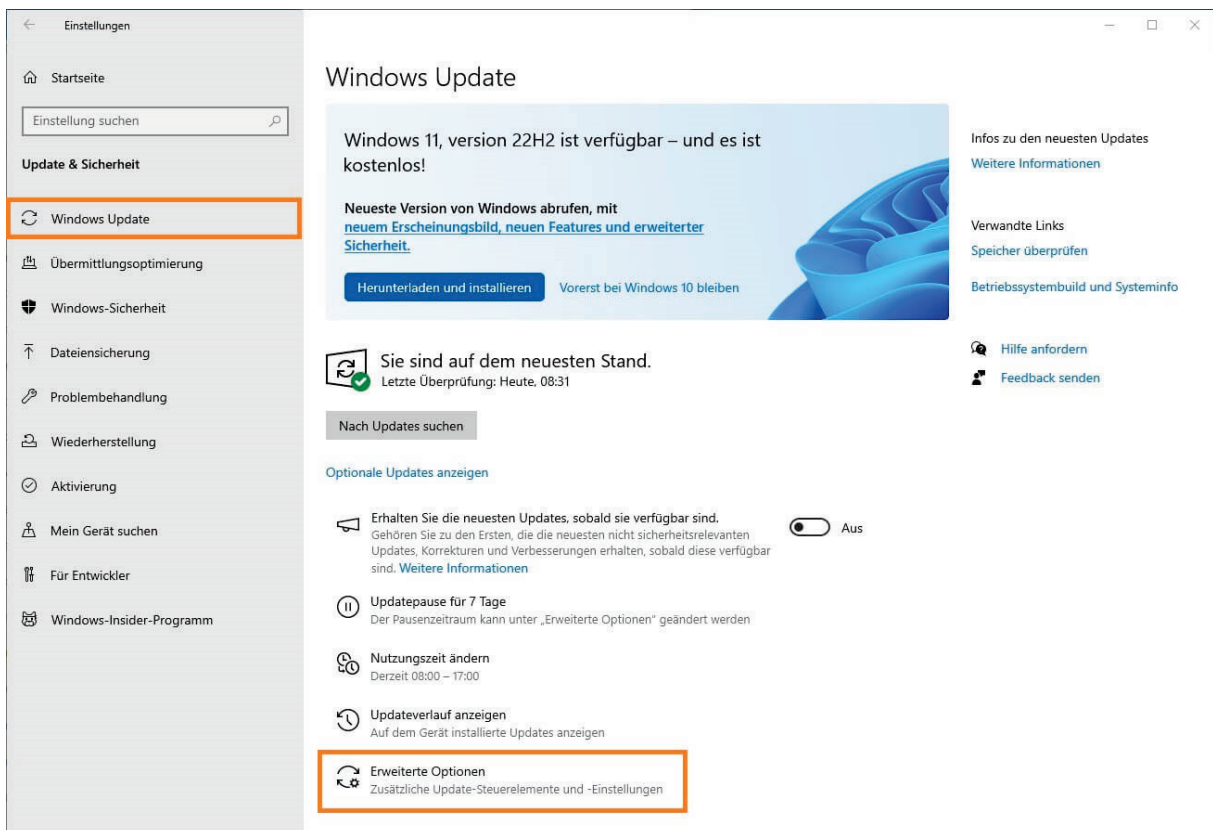 Einstellungen
Startseite
Einstellung suchen
Update & Sicherheit
Windows Update
Übermittlungsoptimierung
Windows-Sicherheit
Dateiensicherung
Problembehandlung
Wiederherstellung
Aktivierung
Mein Gerät suchen
Für Entwickler
Windows-Insider-Programm
Windows Update
Windows 11, version 22H2 ist verfügbar – und es ist
kostenlos!
Neueste Version von Windows abrufen, mit
neuem Erscheinungsbild, neuen Features und erweiterter
Sicherheit.
Herunterladen und installieren
Vorerst bei Windows 10 bleiben
Sie sind auf dem neuesten Stand.
Letzte Überprüfung: Heute, 08:31
Nach Updates suchen
Optionale Updates anzeigen
Erhalten Sie die neuesten Updates, sobald sie verfügbar sind.
Gehören Sie zu den Ersten, die die neuesten nicht sicherheitsrelevanten
Updates, Korrekturen und Verbesserungen erhalten, sobald diese verfügbar
sind. Weitere Informationen
Aus
Updatepause für 7 Tage
Der Pausenzeitraum kann unter „Erweiterte Optionen" geändert werden
Nutzungszeit ändern
Derzeit 08:00 – 17:00
Updateverlauf anzeigen
Auf dem Gerät installierte Updates anzeigen
Erweiterte Optionen
Zusätzliche Update-Steuerelemente und -Einstellungen
Infos zu den neuesten Updates
Weitere Informationen
Verwandte Links
Speicher überprüfen
Betriebssystembuild und Systeminfo
Hilfe anfordern
Feedback senden